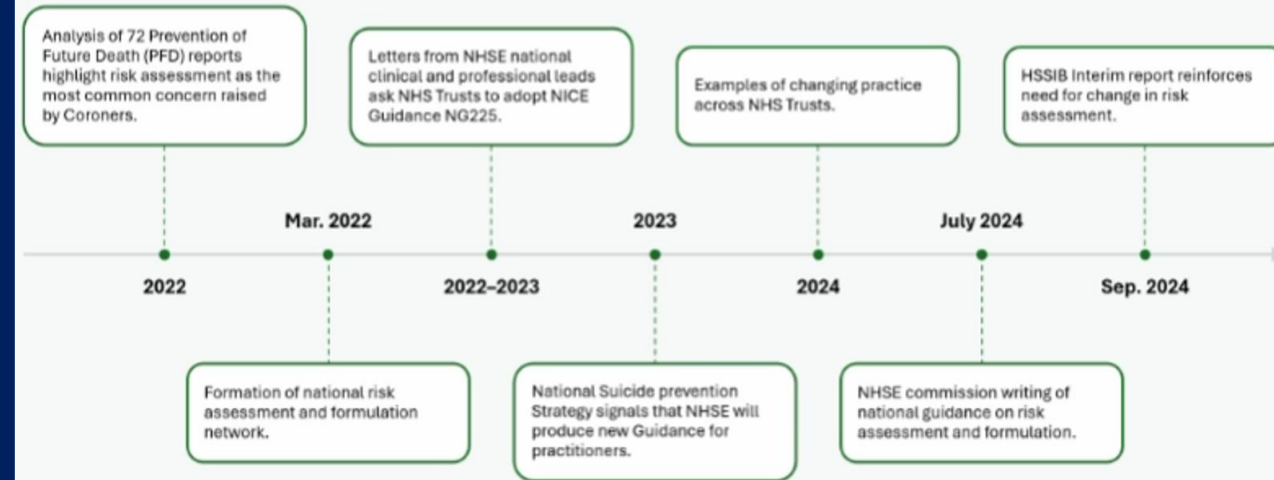 Analysis of 72 Prevention of
Future Death (PFD) reports
highlight risk assessment as the
most common concern raised
by Coroners.
Letters from NHSE national
clinical and professional leads
ask NHS Trusts to adopt NICE
Guidance NG225.
Examples of changing practice
across NHS Trusts.
HSSIB Interim report reinforces
need for change in risk
assessment.
Mar. 2022
2023
July 2024
2022
2022–2023
2024
Sep. 2024
Formation of national risk
assessment and formulation
network.
National Suicide prevention
Strategy signals that NHSE will
produce new Guidance for
practitioners.
NHSE commission writing of
national guidance on risk
assessment and formulation.